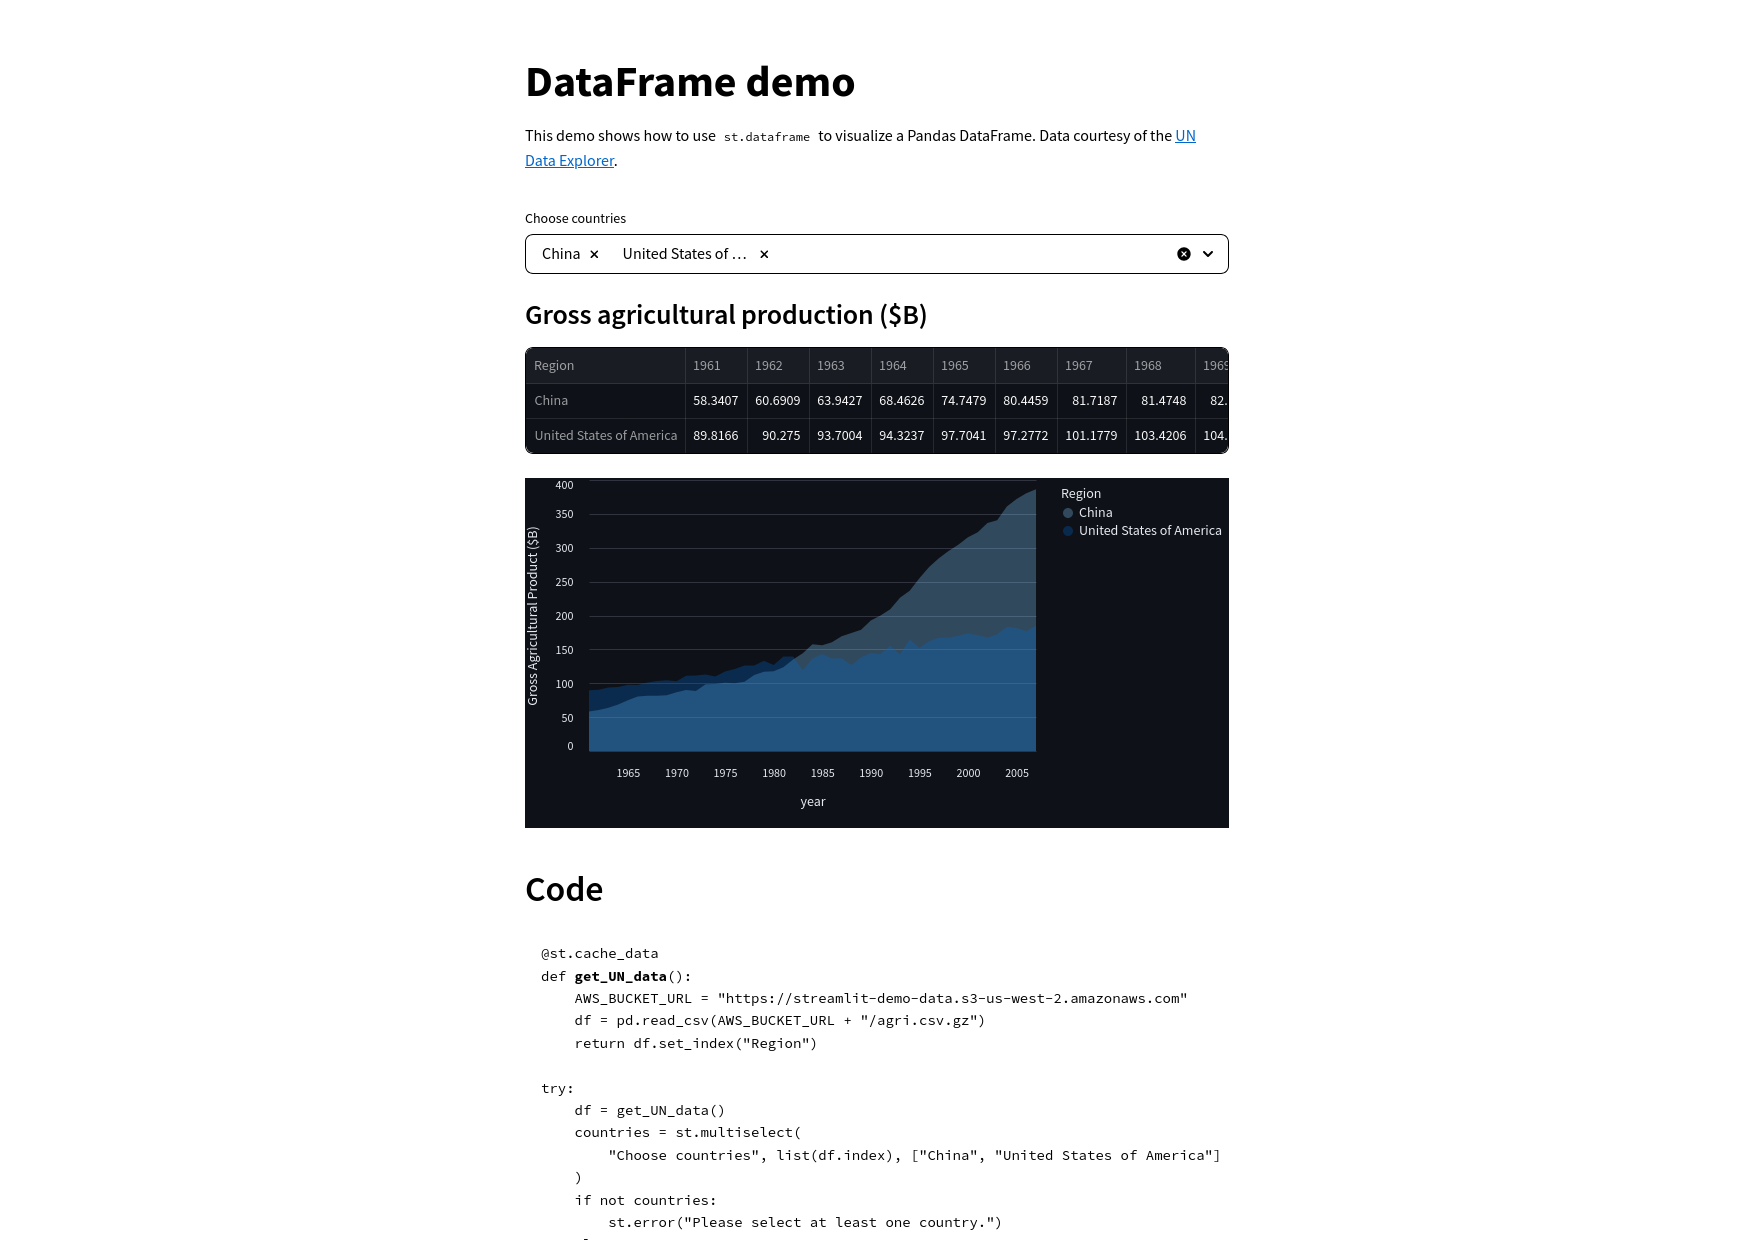 DataFrame demo
This demo shows how to use st.dataframe to visualize a Pandas DataFrame. Data courtesy of the UN
Data Explorer.
Choose countries
China United States of …
Gross agricultural production ($B)
Region 1961 1962 1963 1964 1965 1966 1967 1968 1969
China 58.3407 60.6909 63.9427 68.4626 74.7479 80.4459 81.7187 81.4748 82.
United States of America 89.8166 90.275 93.7004 94.3237 97.7041 97.2772 101.1779 103.4206 104.
Gross Agricultural Product ($B)
400
350
300
250
200
150
100
50
0
1965 1970 1975 1980 1985 1990 1995 2000 2005
year
Region
China
United States of America
Code
@st.cache_data
def get_UN_data():
    AWS_BUCKET_URL = "https://streamlit-demo-data.s3-us-west-2.amazonaws.com"
    df = pd.read_csv(AWS_BUCKET_URL + "/agri.csv.gz")
    return df.set_index("Region")
try:
    df = get_UN_data()
    countries = st.multiselect(
        "Choose countries", list(df.index), ["China", "United States of America"]
    )
    if not countries:
        st.error("Please select at least one country.")